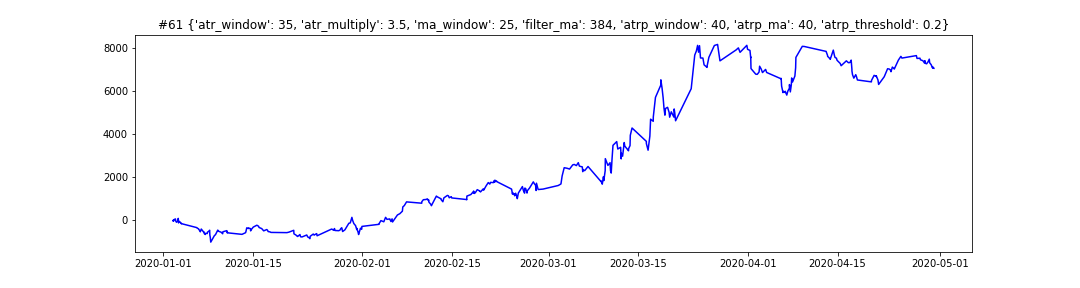 #61 {'atr_window': 35, 'atr_multiply': 3.5, 'ma_window': 25, 'filter_ma': 384, 'atrp_window': 40, 'atrp_ma': 40, 'atrp_threshold': 0.2}
8000
6000
4000
2000
0
2020-01-01 2020-01-15 2020-02-01 2020-02-15 2020-03-01 2020-03-15 2020-04-01 2020-04-15 2020-05-01